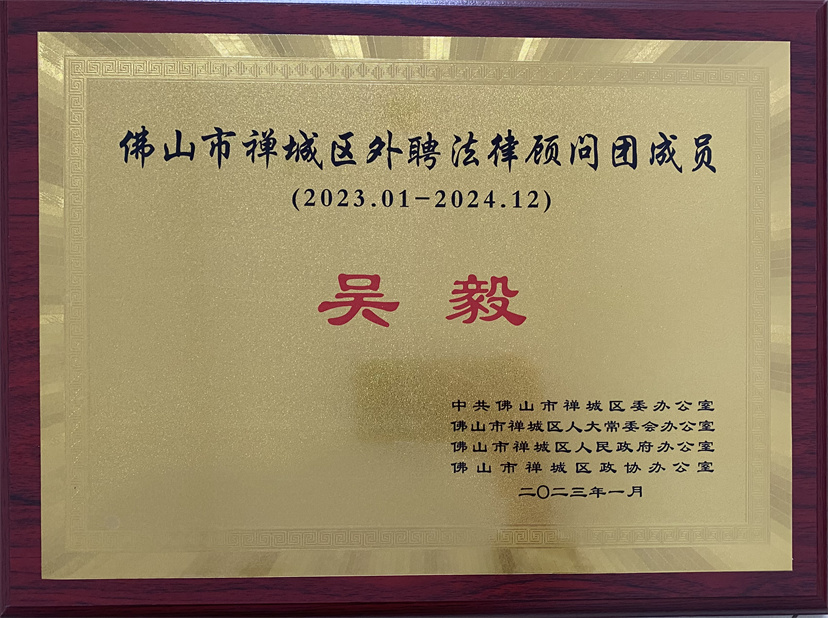 佛山市禅城区外聘法律顾问团成员
(2023.01-2024.12)
吴毅
中共佛山市禅城区委办公室
佛山市禅城区人大常委会办公室
佛山市禅城区人民政府办公室
佛山市禅城区政协办公室
二〇二三年一月